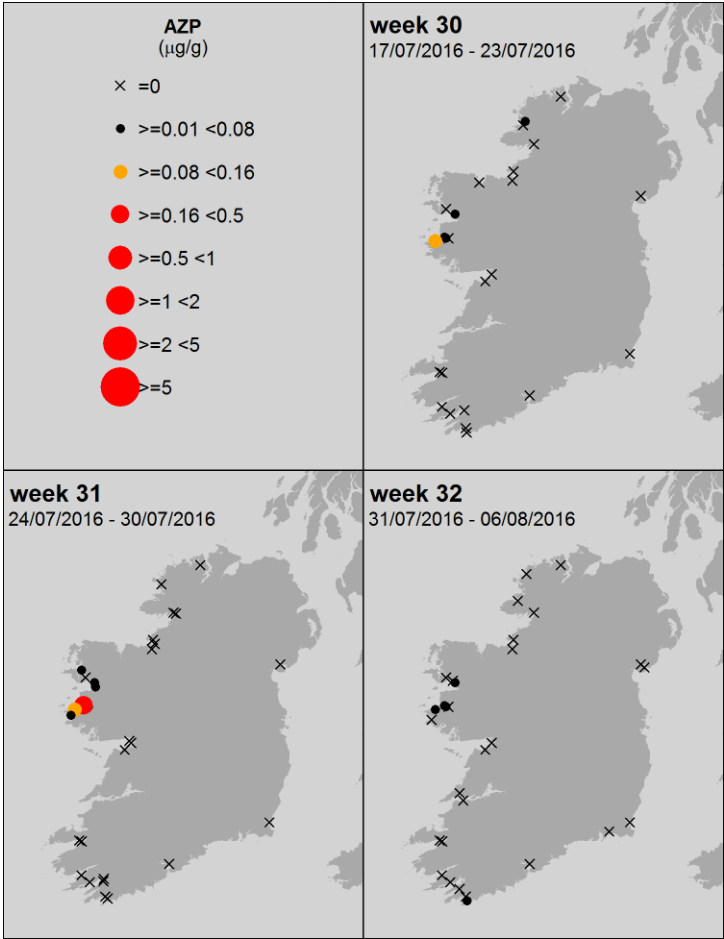 AZP
(µg/g)
=0
>=0.01 <0.08
>=0.08 <0.16
>=0.16 <0.5
>=0.5 <1
>=1 <2
>=2 <5
>=5
week 30
17/07/2016 - 23/07/2016
week 31
24/07/2016 - 30/07/2016
week 32
31/07/2016 - 06/08/2016